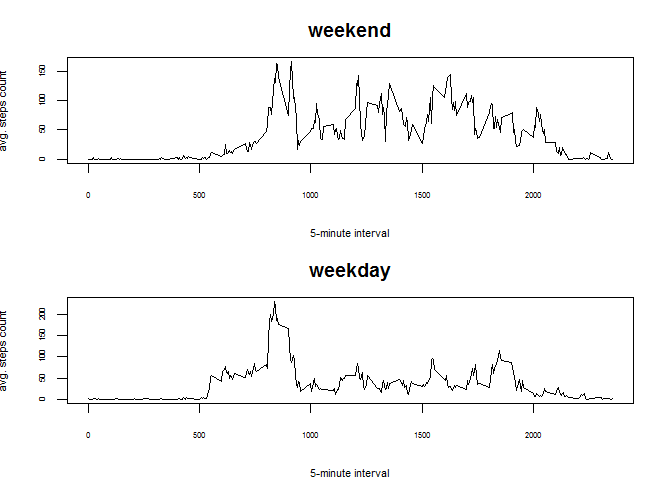 weekend
avg. steps count
0 50 100 150
0 500 1000 1500 2000
5-minute interval
weekday
avg. steps count
0 50 100 150 200
0 500 1000 1500 2000
5-minute interval